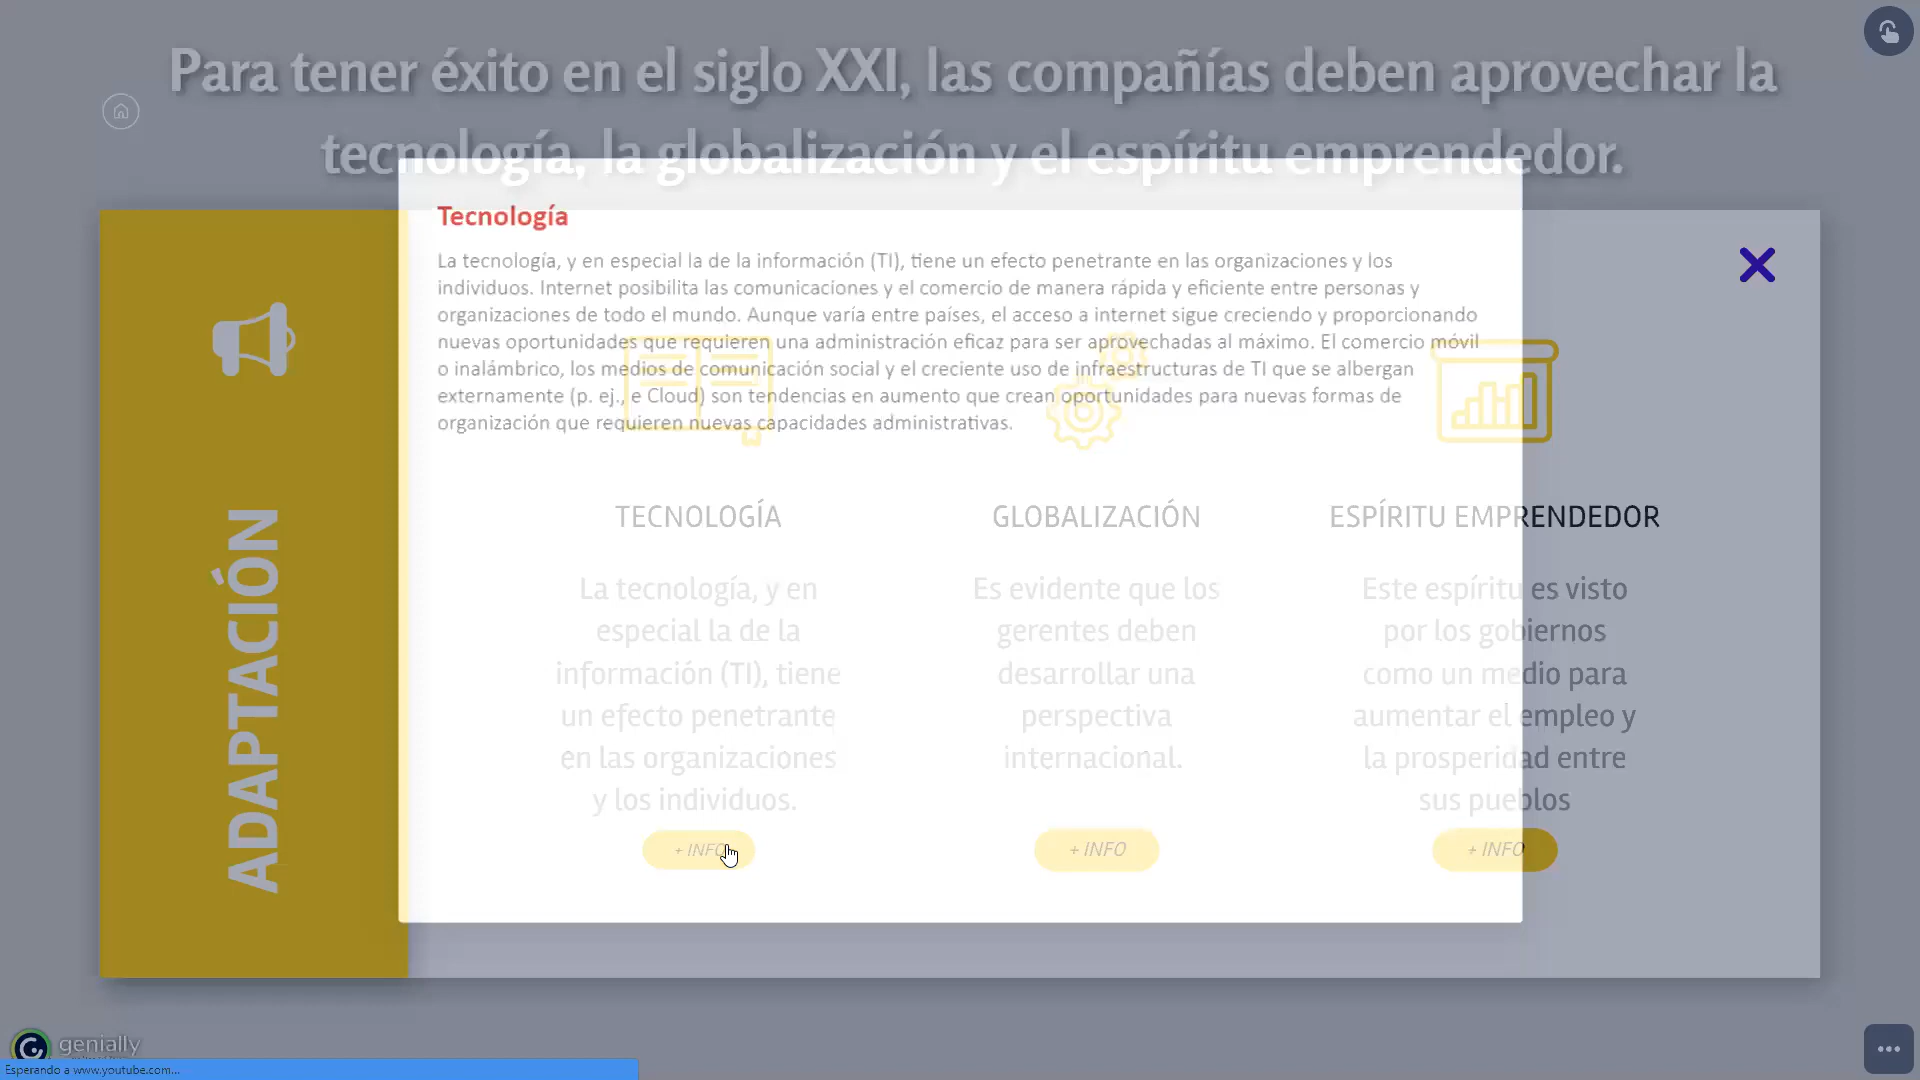 Para tener éxito en el siglo XXI, las compañías deben aprovechar la
tecnología, la globalización y el espíritu emprendedor.
ADAPTACIÓN
Tecnología
La tecnología, y en especial la de la información (TI), tiene un efecto penetrante en las organizaciones y los
individuos. Internet posibilita las comunicaciones y el comercio de manera rápida y eficiente entre personas y
organizaciones de todo el mundo. Aunque varía entre países, el acceso a internet sigue creciendo y proporcionando
nuevas oportunidades que requieren una administración eficaz para ser aprovechadas al máximo. El comercio móvil
o inalámbrico, los medios de comunicación social y el creciente uso de infraestructuras de TI que se albergan
externamente (p. ej., e Cloud) son tendencias en aumento que crean oportunidades para nuevas formas de
organización que requieren nuevas capacidades administrativas.
TECNOLOGÍA
La tecnología, y en
especial la de la
información (TI), tiene
un efecto penetrante
en las organizaciones
y los individuos.
+ INFO
GLOBALIZACIÓN
Es evidente que los
gerentes deben
desarrollar una
perspectiva
internacional.
+ INFO
ESPÍRITU EMPRENDEDOR
Este espíritu es visto
por los gobiernos
como un medio para
aumentar el empleo y
la prosperidad entre
sus pueblos
+ INFO
genially
Esperando a www.youtube.com...